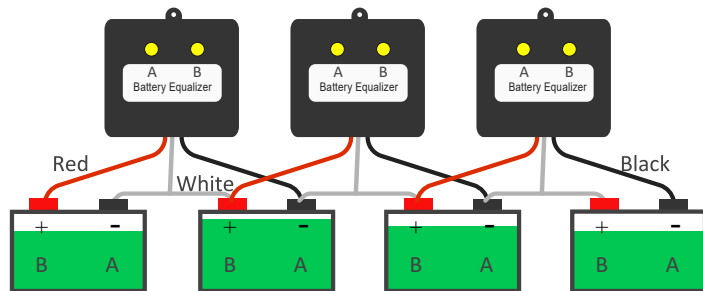 A B
Battery Equalizer
A B
Battery Equalizer
A B
Battery Equalizer
Red
White
Black
+ -
B A
+ -
B A
+ -
B A
+ -
B A